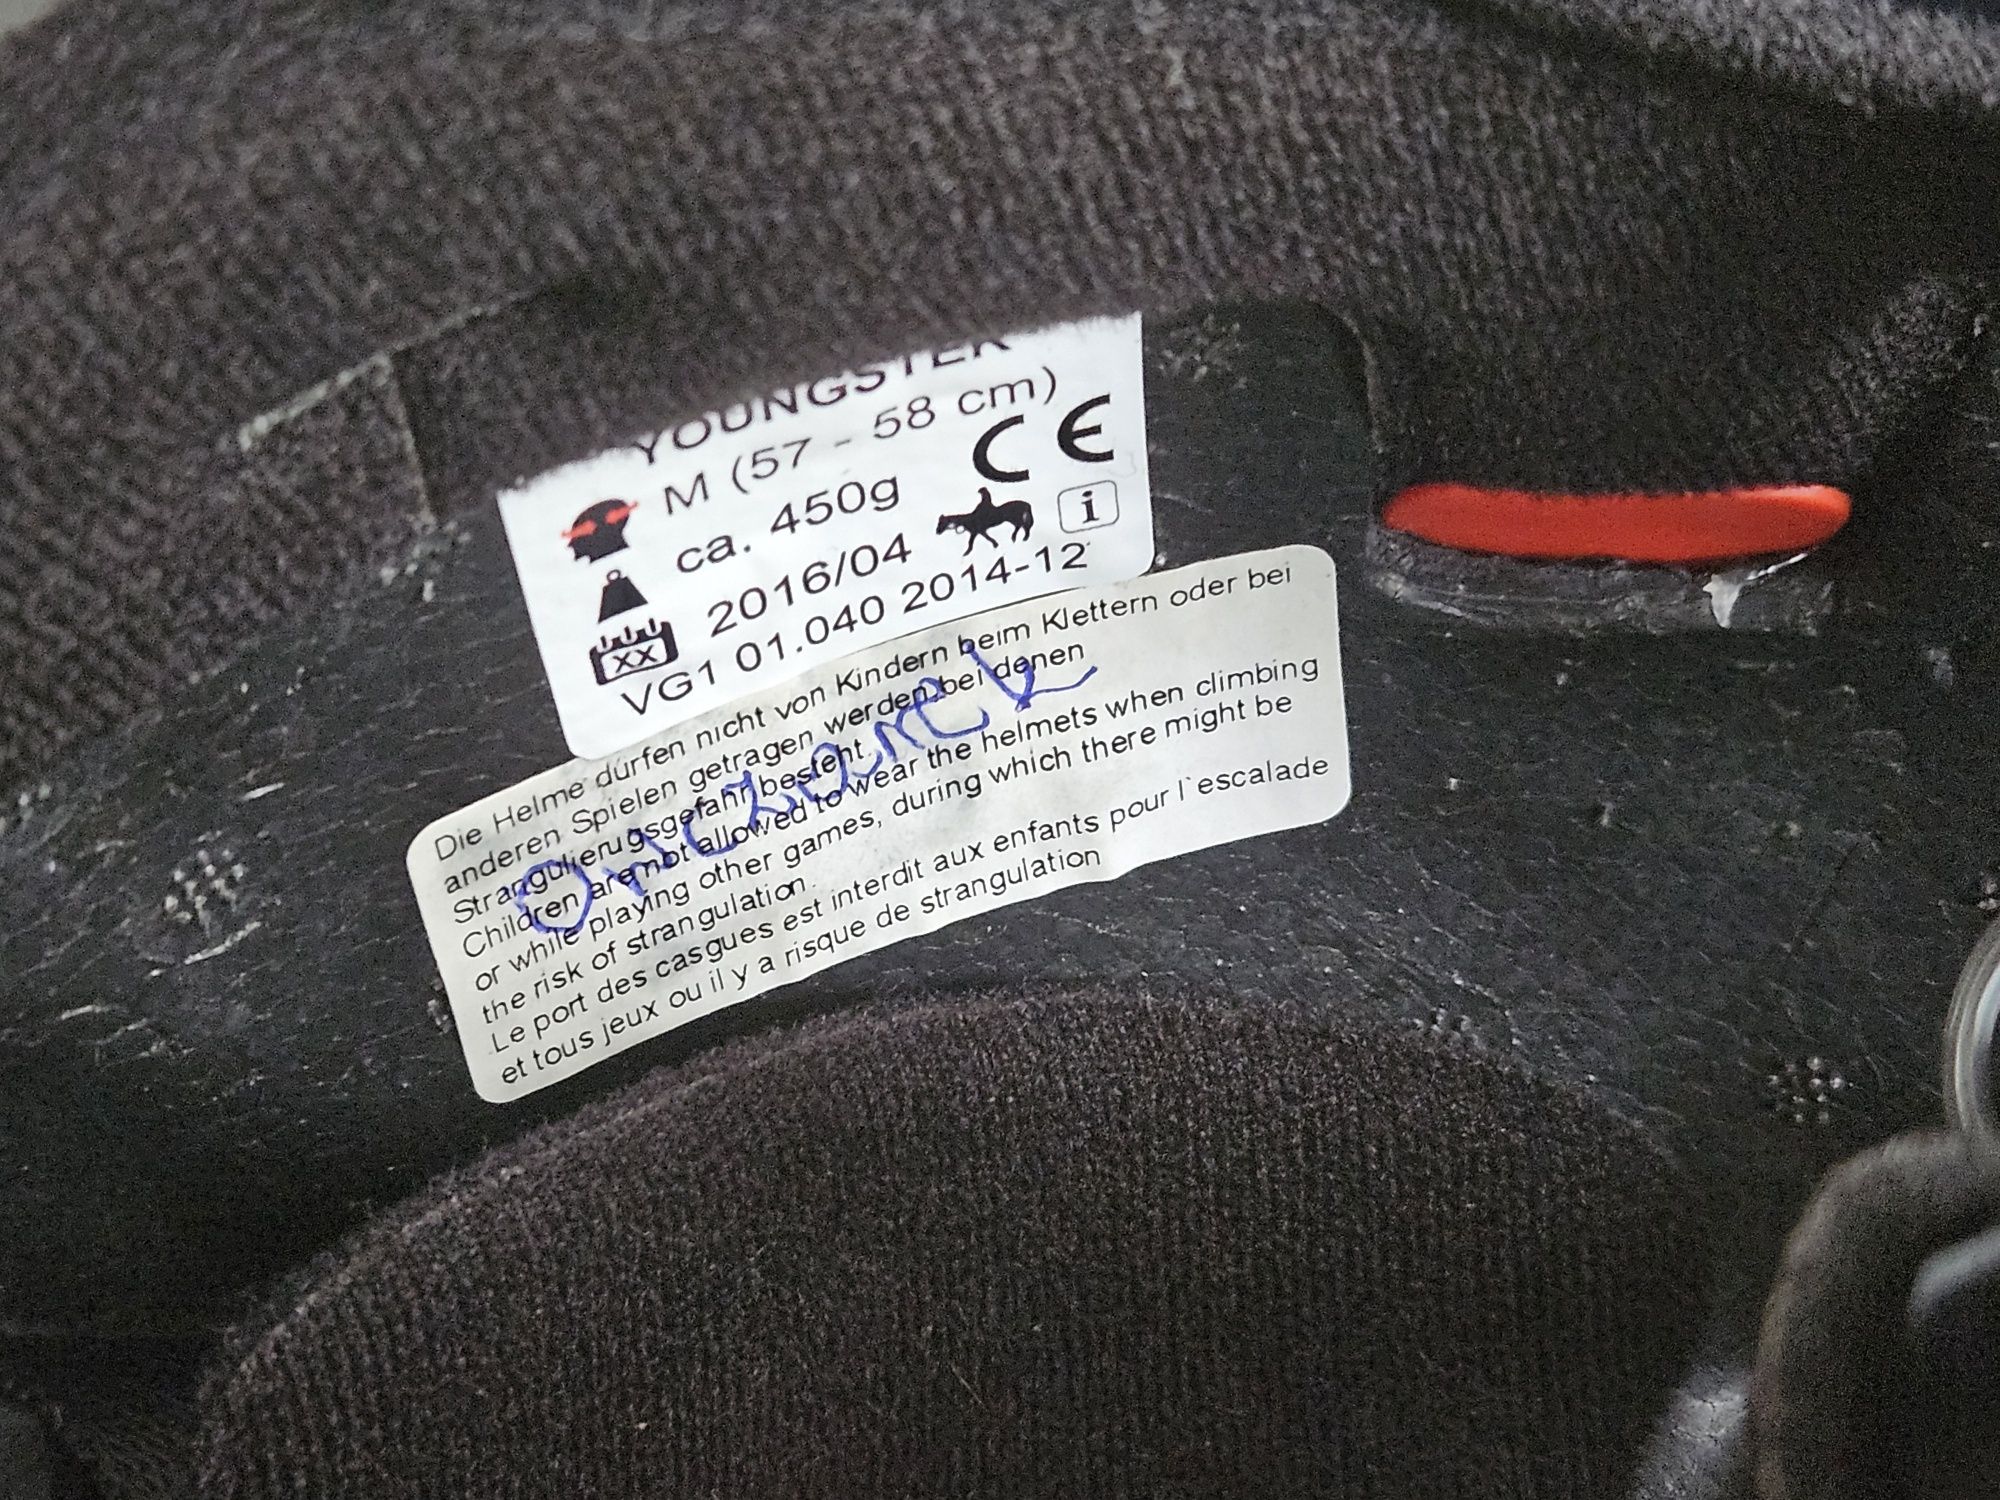 YOUNGSTER
M (57 - 58 cm)
ca. 450g CE
2016/04 i
XX
VG1 01.040 2014-12
Die Helme dürfen nicht von Kindern beim Klettern oder bei
anderen Spielen getragen werden bei denen
Strangulierugsgefahr besteht.
Children are not allowed to wear the helmets when climbing
or while playing other games, during which there might be
the risk of strangulation.
Le port des casgues est interdit aux enfants pour l`escalade
et tous jeux ou il y a risque de strangulation